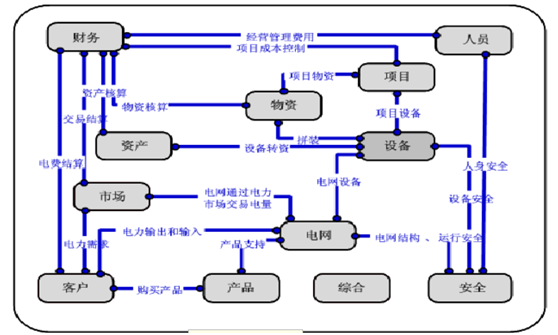 财务
经营管理费用
人员
项目成本控制
项目物资
项目
资产核算
物资核算
物资
交易结算
项目设备
资产
设备转资
拼装
设备
电费结算
人身安全
电网设备
市场
电网通过电力
市场交易电量
设备安全
电力输出和输入
电网
电力需求
产品支持
电网结构 、运行安全
客户
购买产品
产品
综合
安全